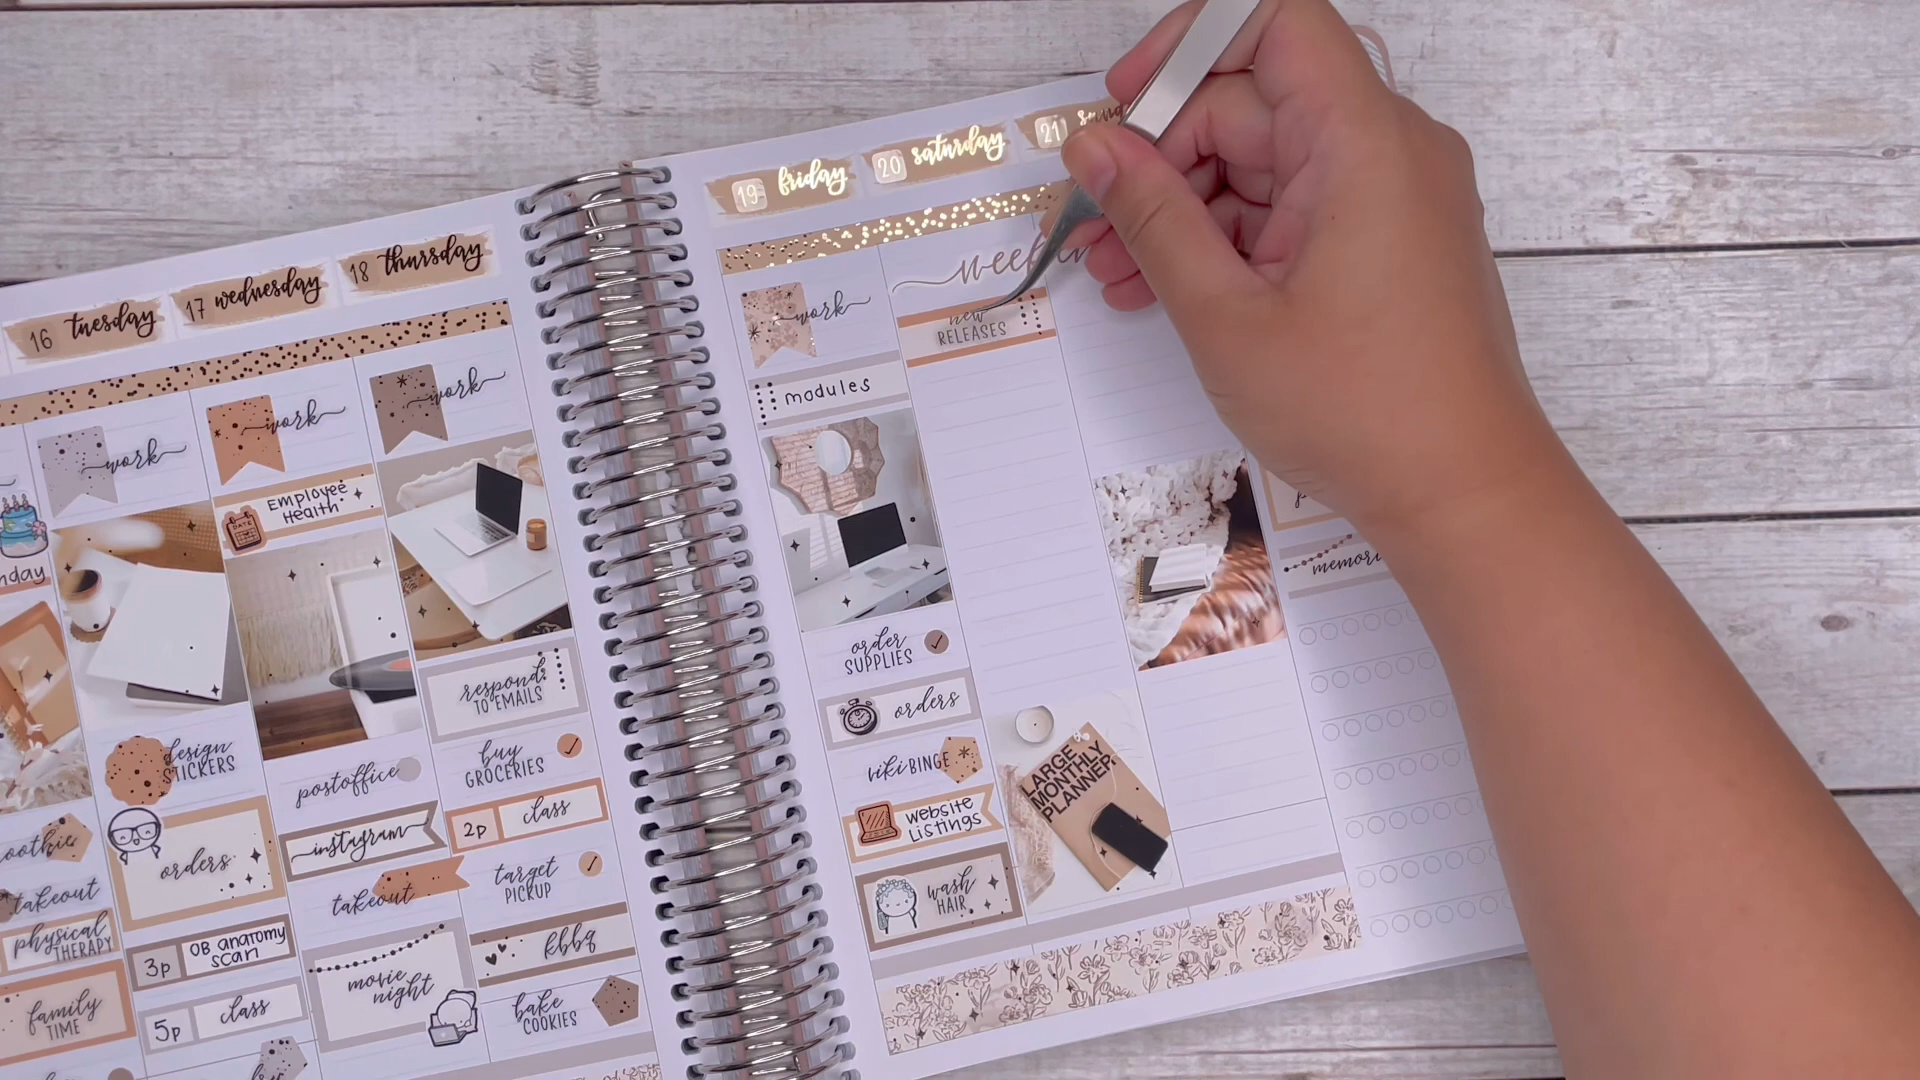 16 tuesday
17 wednesday
18 thursday
work
work
work
Employee
Health
DATE
nday
design
STICKERS
orders
takeout
physical
THERAPY
3p
OB anatomy
scan
family
TIME
5p
class
postoffice
instagram
takeout
movie
night
respond
TO EMAILS
buy
GROCERIES
2p
class
target
PICKUP
kbbq
bake
COOKIES
19 friday
20 saturday
21
work
modules
order
SUPPLIES
orders
viki BINGE
website
Listings
wash
HAIR
new
RELEASES
LARGE
MONTHLY
PLANNER